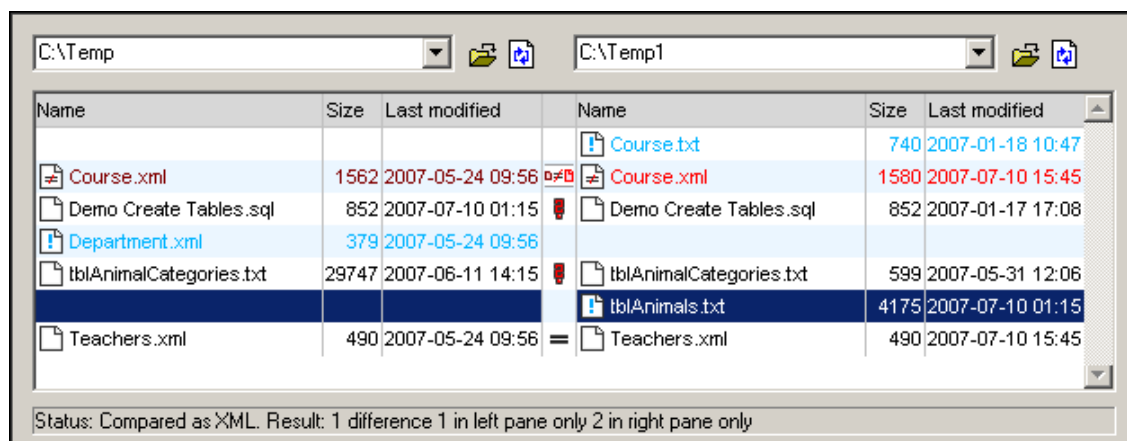 C:\Temp C:\Temp1
Name Size Last modified Name Size Last modified
Course.txt 740 2007-01-18 10:47
Course.xml 1562 2007-05-24 09:56 Course.xml 1580 2007-07-10 15:45
Demo Create Tables.sql 852 2007-07-10 01:15 Demo Create Tables.sql 852 2007-01-17 17:08
Department.xml 379 2007-05-24 09:56
tblAnimalCategories.txt 29747 2007-06-11 14:15 tblAnimalCategories.txt 599 2007-05-31 12:06
tblAnimals.txt 4175 2007-07-10 01:15
Teachers.xml 490 2007-05-24 09:56 = Teachers.xml 490 2007-07-10 15:45
Status: Compared as XML. Result: 1 difference 1 in left pane only 2 in right pane only